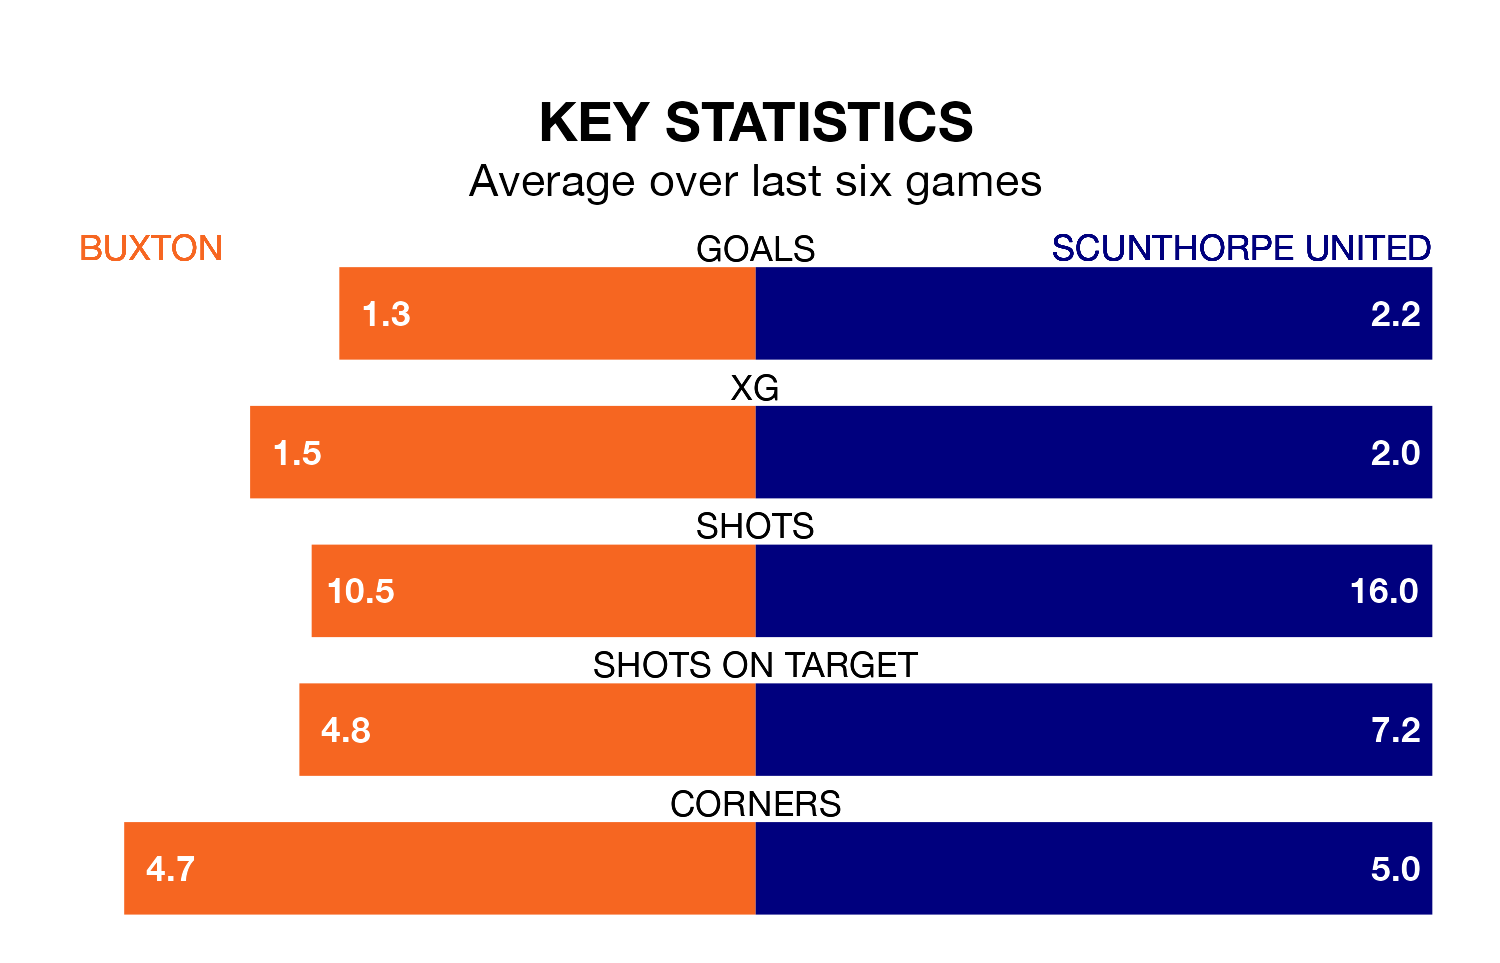 KEY STATISTICS
Average over last six games
BUXTON GOALS SCUNTHORPE UNITED
1.3 2.2
XG
1.5 2.0
SHOTS
10.5 16.0
SHOTS ON TARGET
4.8 7.2
CORNERS
4.7 5.0